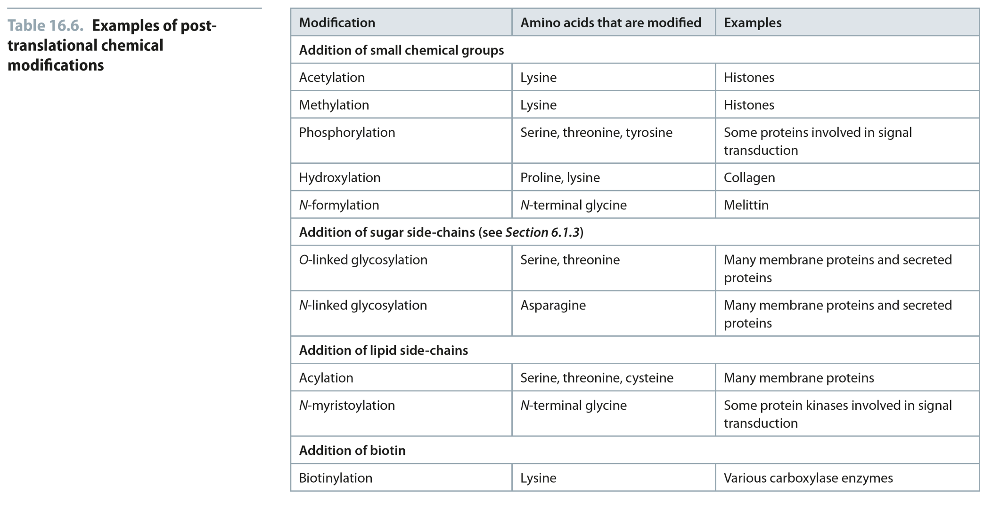 Table 16.6. Examples of post-
translational chemical
modifications
Modification Amino acids that are modified Examples
Addition of small chemical groups
Acetylation Lysine Histones
Methylation Lysine Histones
Phosphorylation Serine, threonine, tyrosine Some proteins involved in signal
transduction
Hydroxylation Proline, lysine Collagen
N-formylation N-terminal glycine Melittin
Addition of sugar side-chains (see Section 6.1.3)
O-linked glycosylation Serine, threonine Many membrane proteins and secreted
proteins
N-linked glycosylation Asparagine Many membrane proteins and secreted
proteins
Addition of lipid side-chains
Acylation Serine, threonine, cysteine Many membrane proteins
N-myristoylation N-terminal glycine Some protein kinases involved in signal
transduction
Addition of biotin
Biotinylation Lysine Various carboxylase enzymes